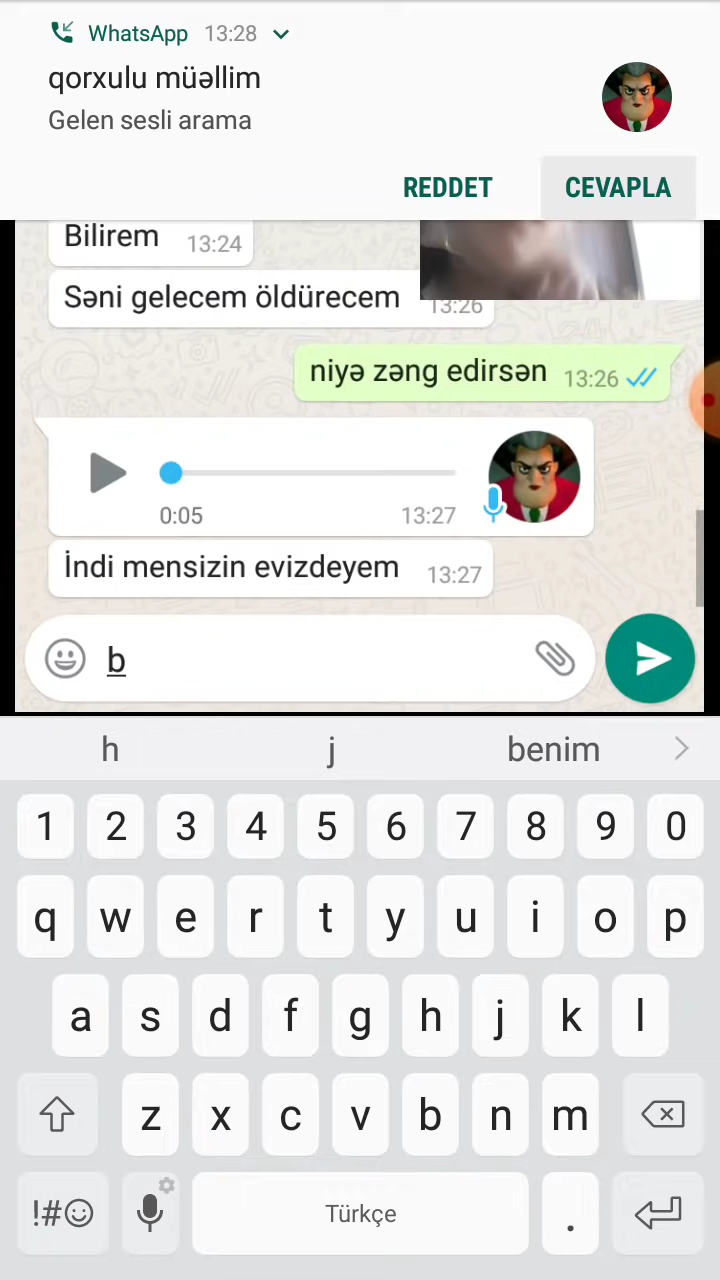 WhatsApp 13:28
qorxulu müəllim
Gelen sesli arama
REDDET CEVAPLA
Bilirem 13:24
Səni gelecem öldürecem 13:26
niyə zəng edirsən 13:26
0:05 13:27
İndi mensizin evizdeyem 13:27
b
h j benim
1 2 3 4 5 6 7 8 9 0
q w e r t y u i o p
a s d f g h j k l
z x c v b n m
!#☺ Türkçe .